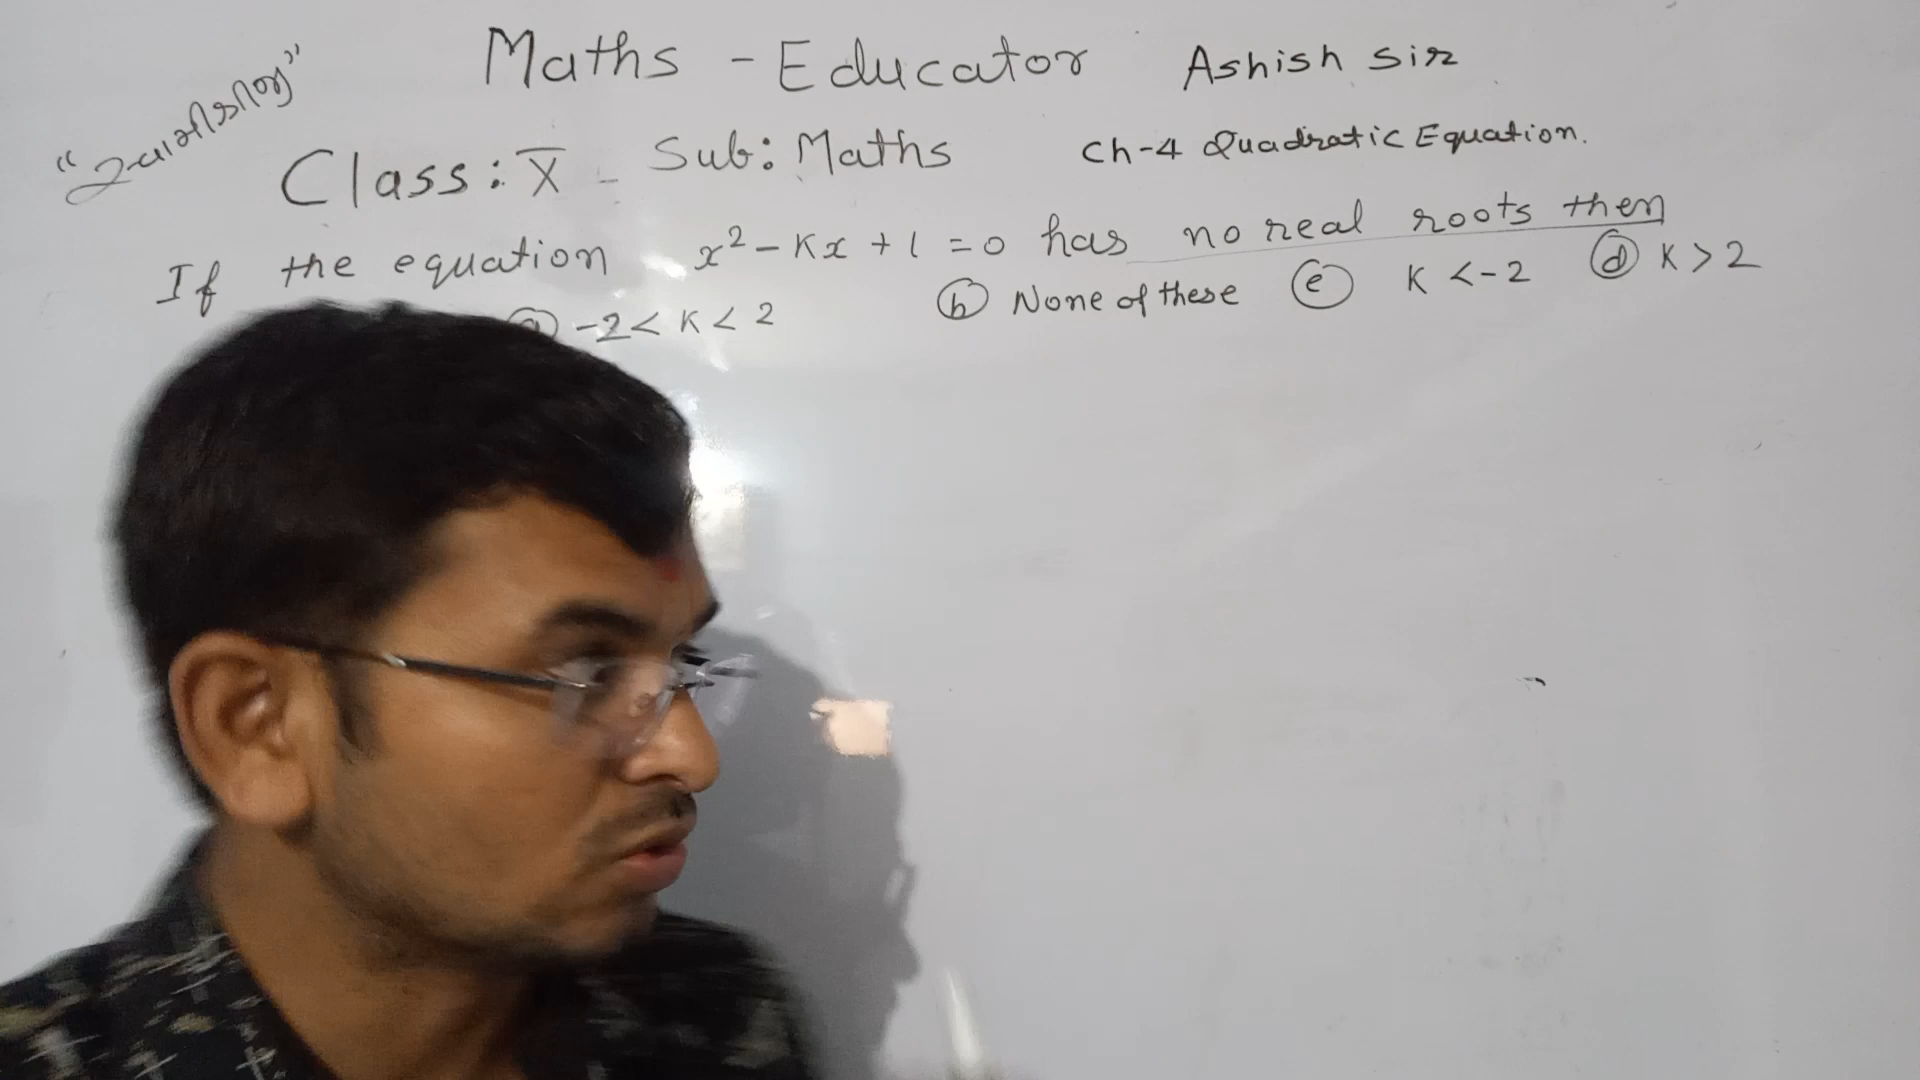 Maths - Educator Ashish sir
Class: X Sub: Maths Ch-4 Quadratic Equation.
If the equation x² - Kx + 1 = 0 has no real roots then
ⓐ -2 < K < 2 ⓑ None of these ⓒ K < -2 ⓓ K > 2